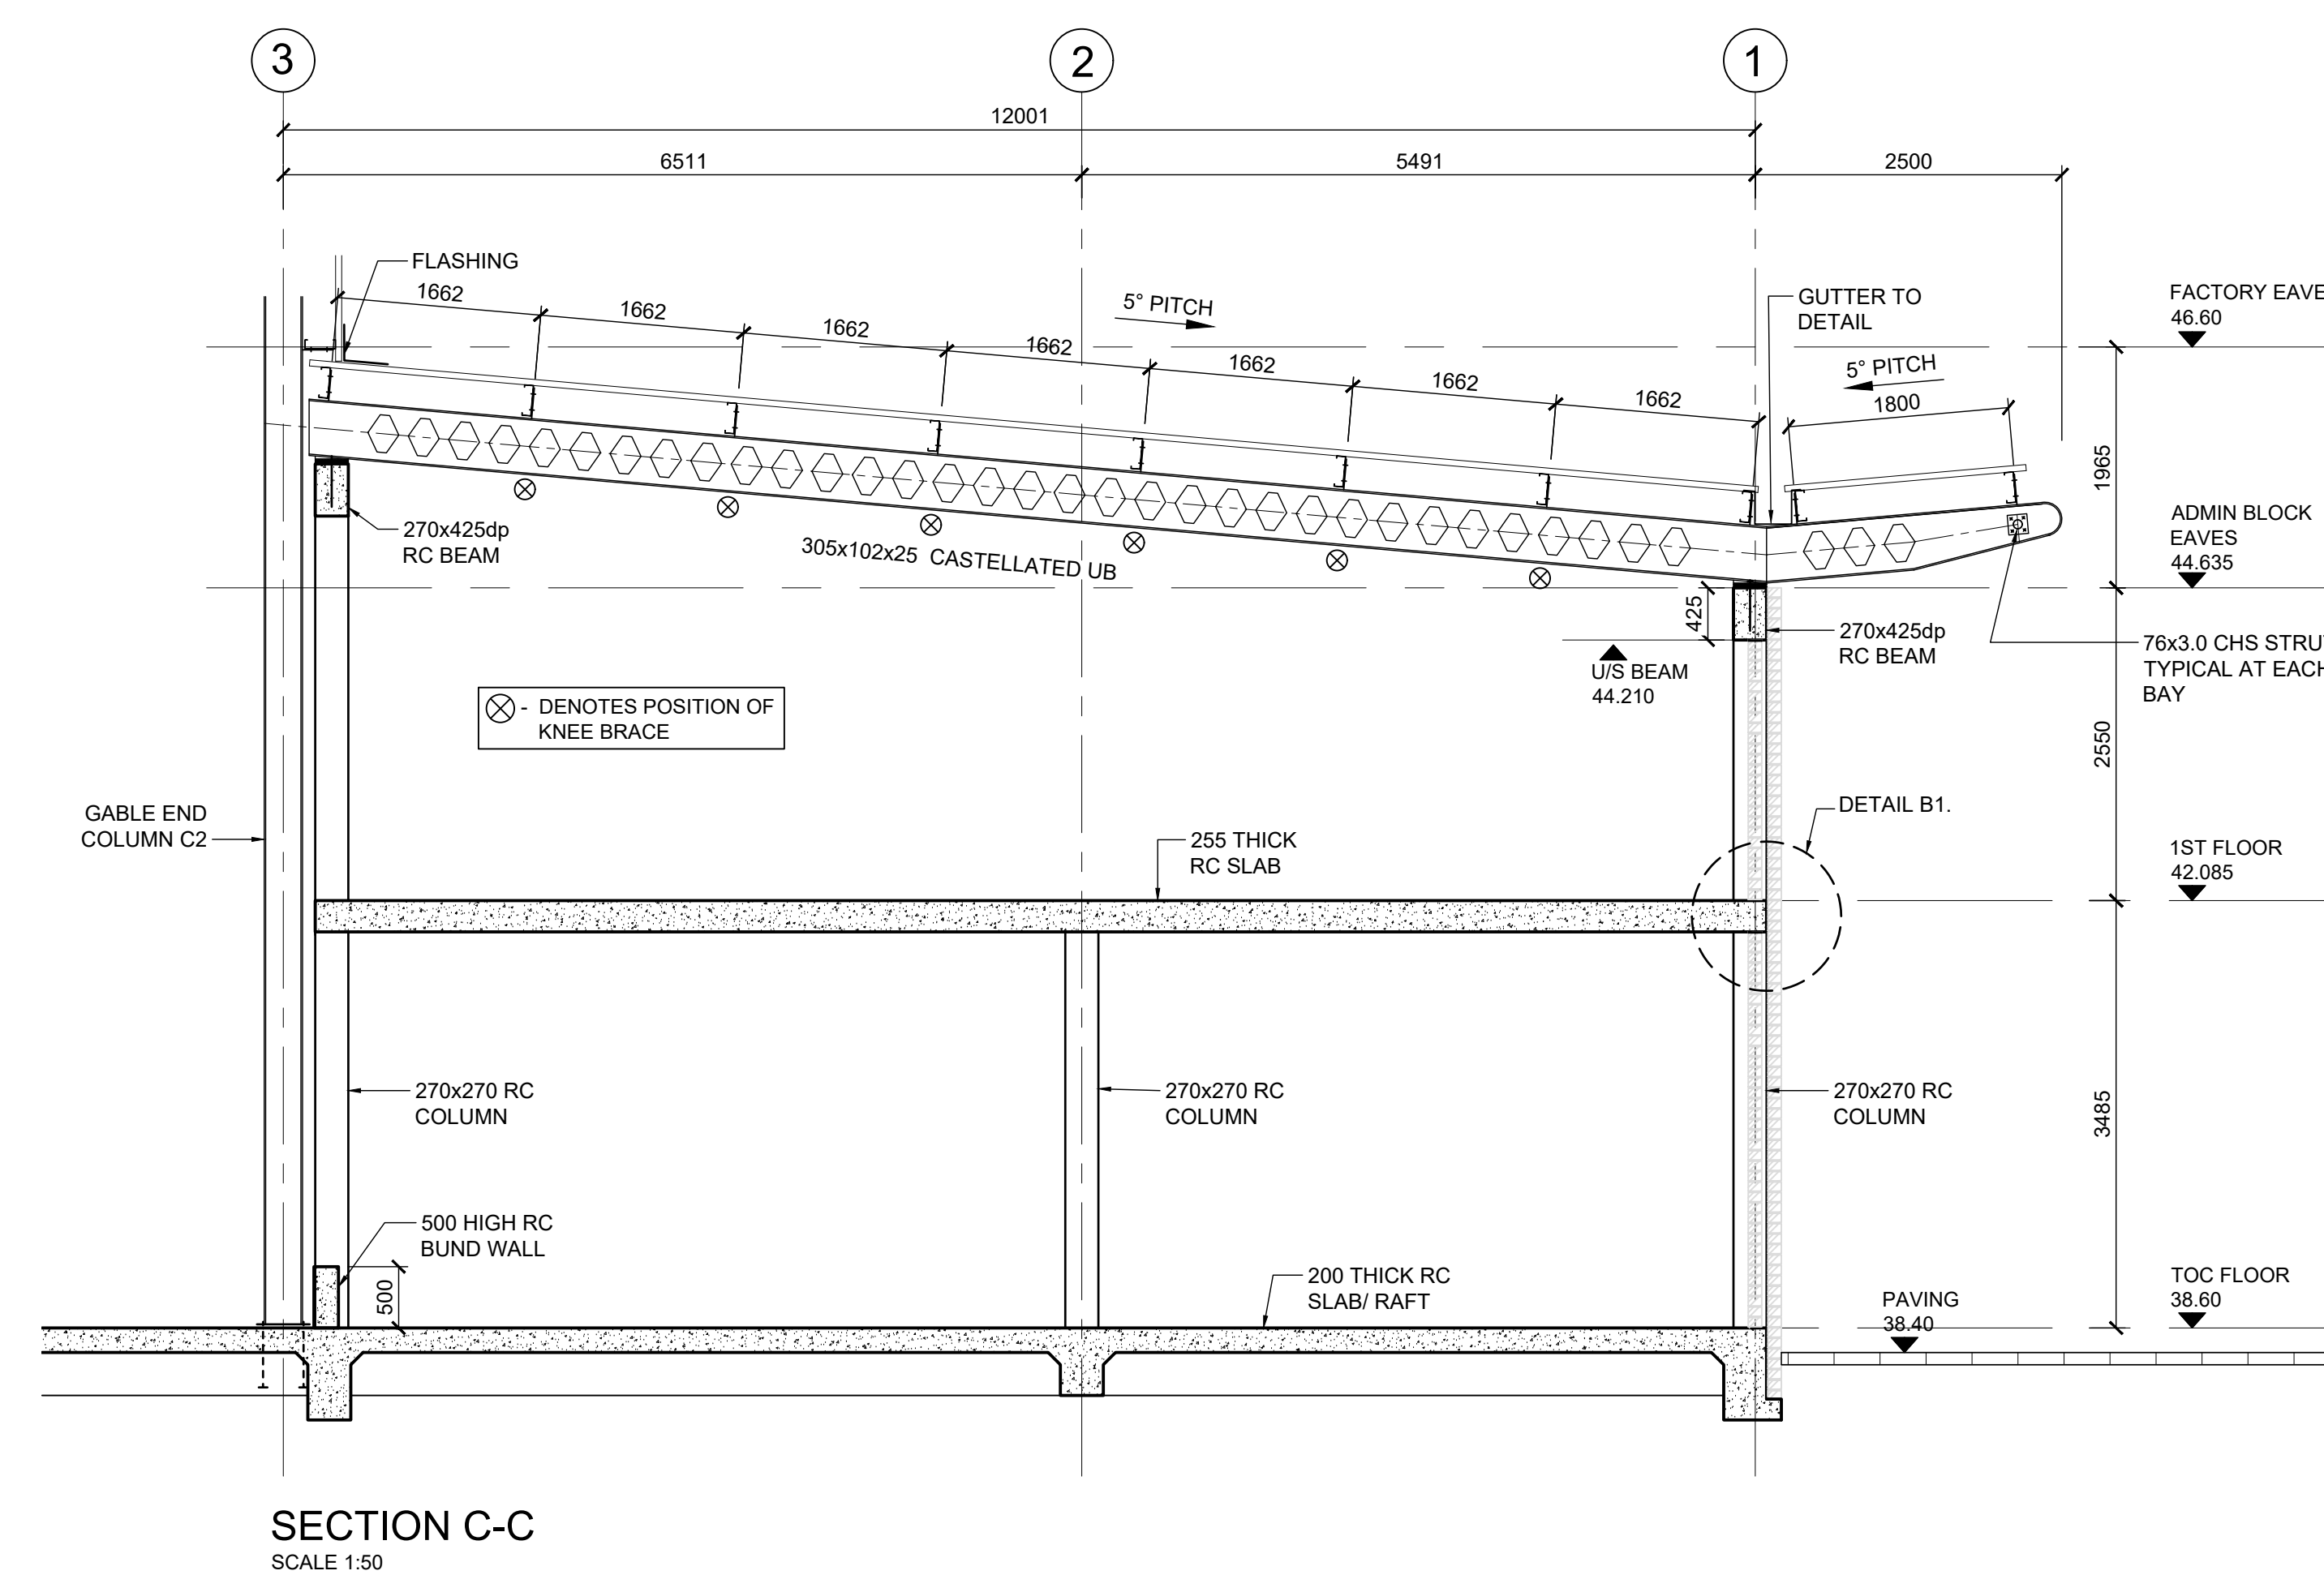 3
2
1
12001
6511
5491
2500
FLASHING
1662
1662
1662
1662
1662
1662
1662
5° PITCH
GUTTER TO
DETAIL
5° PITCH
1800
FACTORY EAVE
46.60
1965
270x425dp
RC BEAM
305x102x25 CASTELLATED UB
ADMIN BLOCK
EAVES
44.635
425
270x425dp
RC BEAM
U/S BEAM
44.210
76x3.0 CHS STRU
TYPICAL AT EACH
BAY
- DENOTES POSITION OF
KNEE BRACE
2550
GABLE END
COLUMN C2
255 THICK
RC SLAB
DETAIL B1.
1ST FLOOR
42.085
270x270 RC
COLUMN
270x270 RC
COLUMN
270x270 RC
COLUMN
3485
500 HIGH RC
BUND WALL
500
200 THICK RC
SLAB/ RAFT
PAVING
38.40
TOC FLOOR
38.60
SECTION C-C
SCALE 1:50